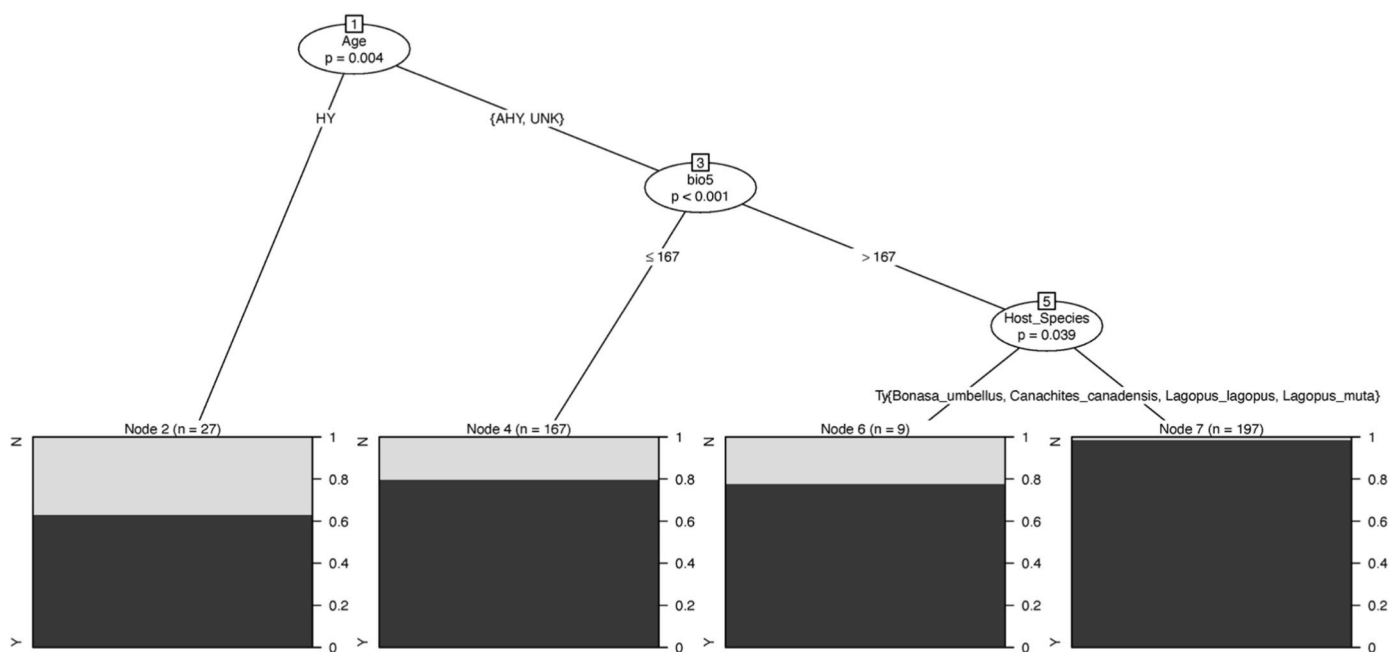 1
Age
p = 0.004
HY
{AHY, UNK}
3
bio5
p < 0.001
≤ 167
> 167
5
Host_Species
p = 0.039
Ty{Bonasa_umbellus, Canachites_canadensis, Lagopus_lagopus, Lagopus_muta}
Node 2 (n = 27)
N
Y
1
0.8
0.6
0.4
0.2
0
Node 4 (n = 167)
N
Y
1
0.8
0.6
0.4
0.2
0
Node 6 (n = 9)
N
Y
1
0.8
0.6
0.4
0.2
0
Node 7 (n = 197)
N
Y
1
0.8
0.6
0.4
0.2
0